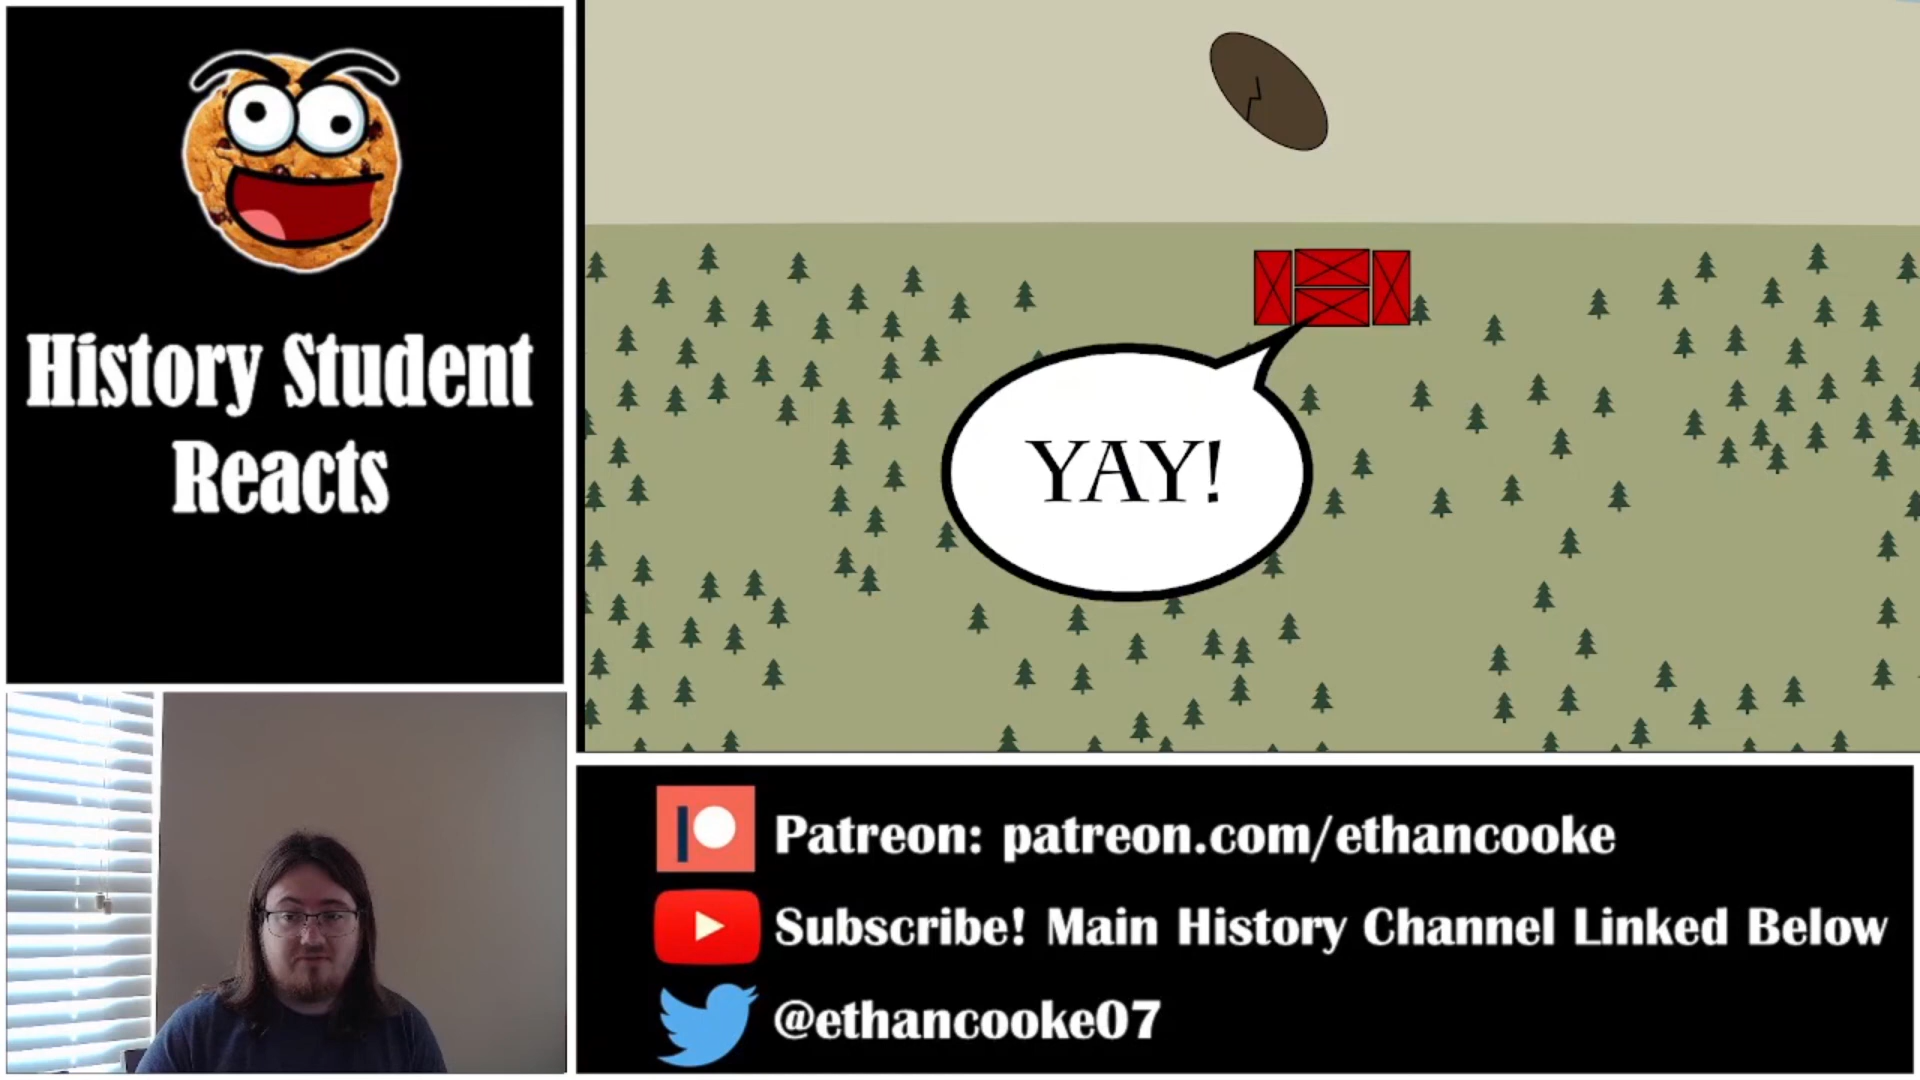 History Student
Reacts
YAY!
Patreon: patreon.com/ethancooke
Subscribe! Main History Channel Linked Below
@ethancooke07